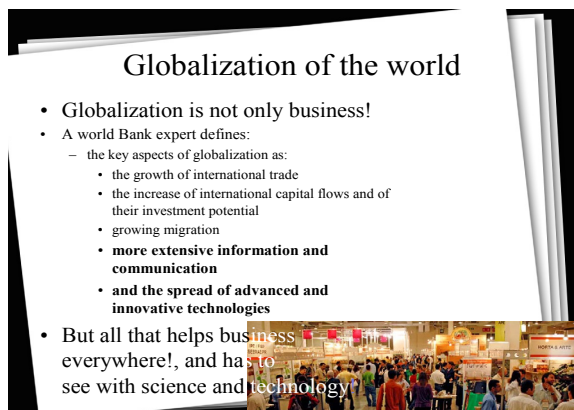 Globalization of the world
• Globalization is not only business!
• A world Bank expert defines:
– the key aspects of globalization as:
• the growth of international trade
• the increase of international capital flows and of
their investment potential
• growing migration
• more extensive information and
communication
• and the spread of advanced and
innovative technologies
• But all that helps business
everywhere!, and has to
see with science and technology